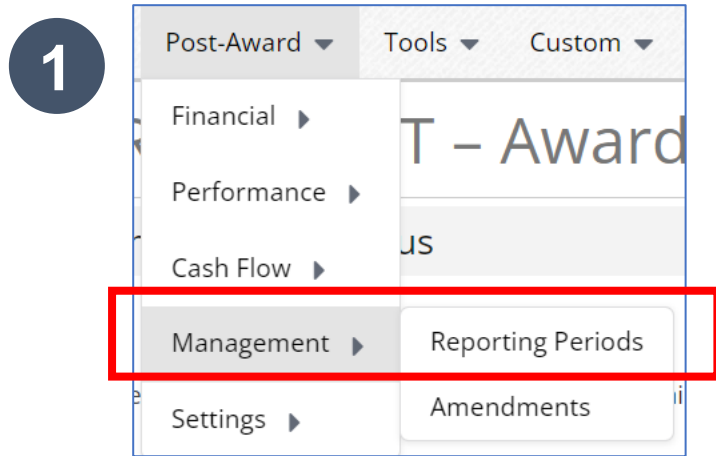 1
Post-Award Tools Custom
Financial
T – Award
Performance
us
Cash Flow
Management Reporting Periods
Amendments
Settings